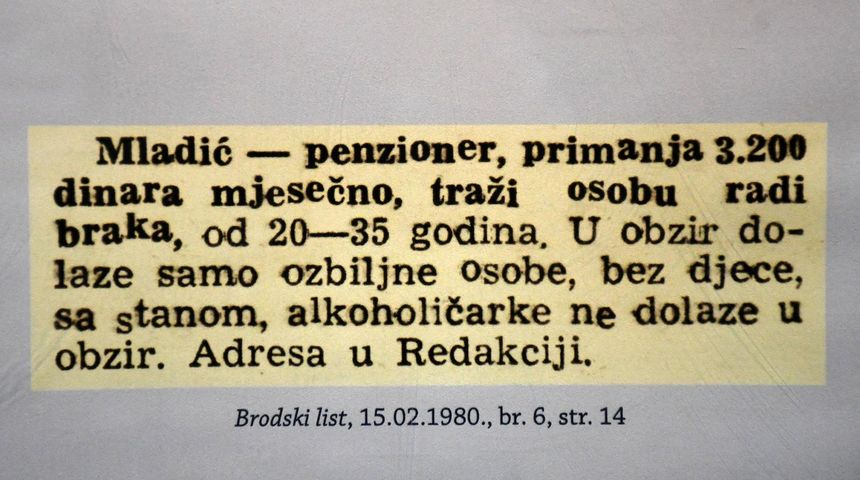 Mladić — penzioner, primanja 3.200
dinara mjesečno, traži osobu radi
braka, od 20—35 godina. U obzir do-
laze samo ozbiljne osobe, bez djece,
sa stanom, alkoholičarke ne dolaze u
obzir. Adresa u Redakciji.
Brodski list, 15.02.1980., br. 6, str. 14